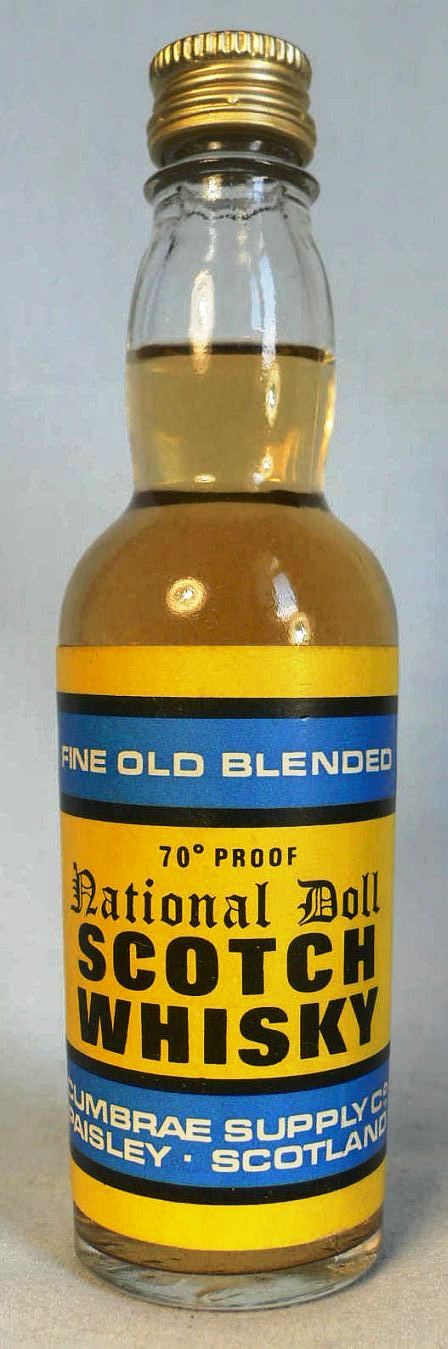 FINE OLD BLENDED
70° PROOF
National Doll
SCOTCH
WHISKY
CUMBRAE SUPPLY Co
PAISLEY · SCOTLAND